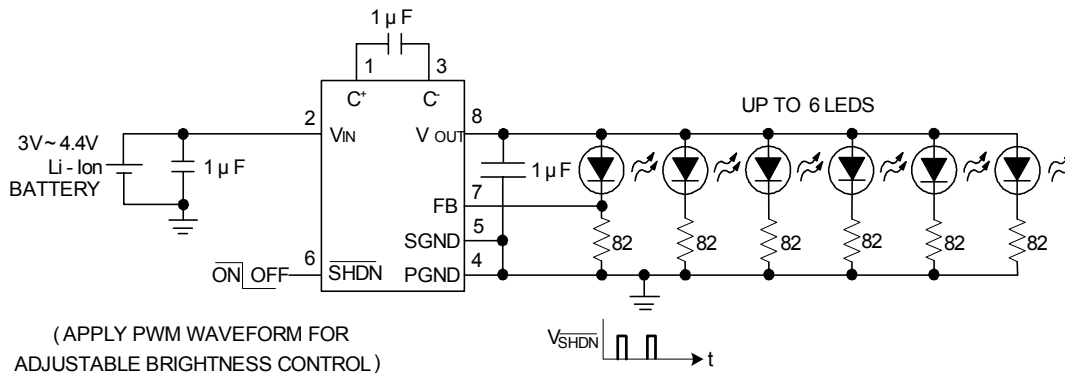 1 µ F
1 3
C+ C-
UP TO 6 LEDS
2 VIN V OUT 8
3V ~ 4.4V
Li - Ion
BATTERY
1 µ F
1 µ F
7
FB
5
SGND
82 82 82 82 82 82
4
PGND
6
ON OFF SHDN
(APPLY PWM WAVEFORM FOR
ADJUSTABLE BRIGHTNESS CONTROL)
VSHDN t